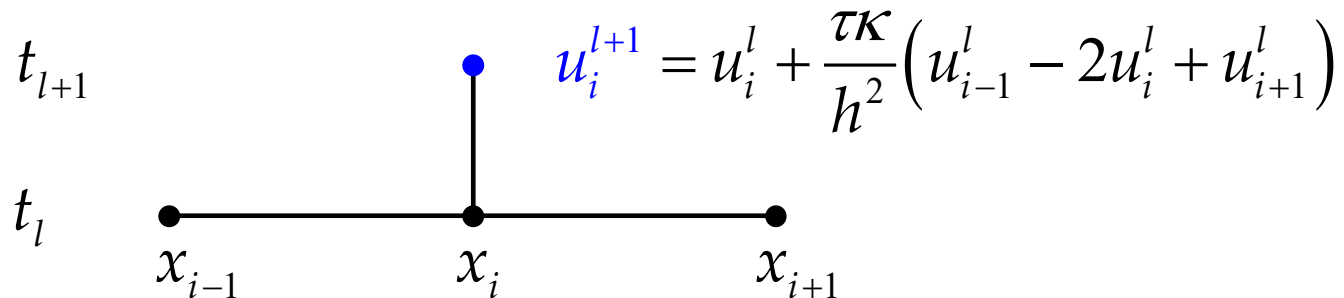 t_{l+1} u_i^{l+1} = u_i^l + \frac{\tau\kappa}{h^2}\left(u_{i-1}^l - 2u_i^l + u_{i+1}^l\right)
t_l
x_{i-1} x_i x_{i+1}